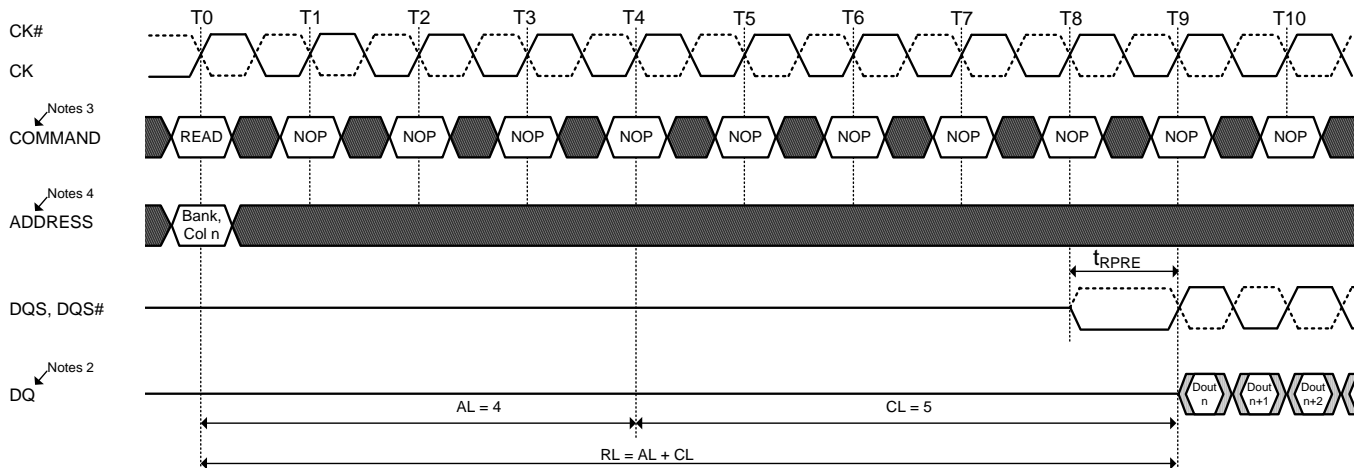 T0 T1 T2 T3 T4 T5 T6 T7 T8 T9 T10
CK#
CK
Notes 3
COMMAND
READ NOP NOP NOP NOP NOP NOP NOP NOP NOP NOP
Notes 4
ADDRESS
Bank,
Col n
tRPRE
DQS, DQS#
Notes 2
DQ
Dout
n
Dout
n+1
Dout
n+2
AL = 4
CL = 5
RL = AL + CL